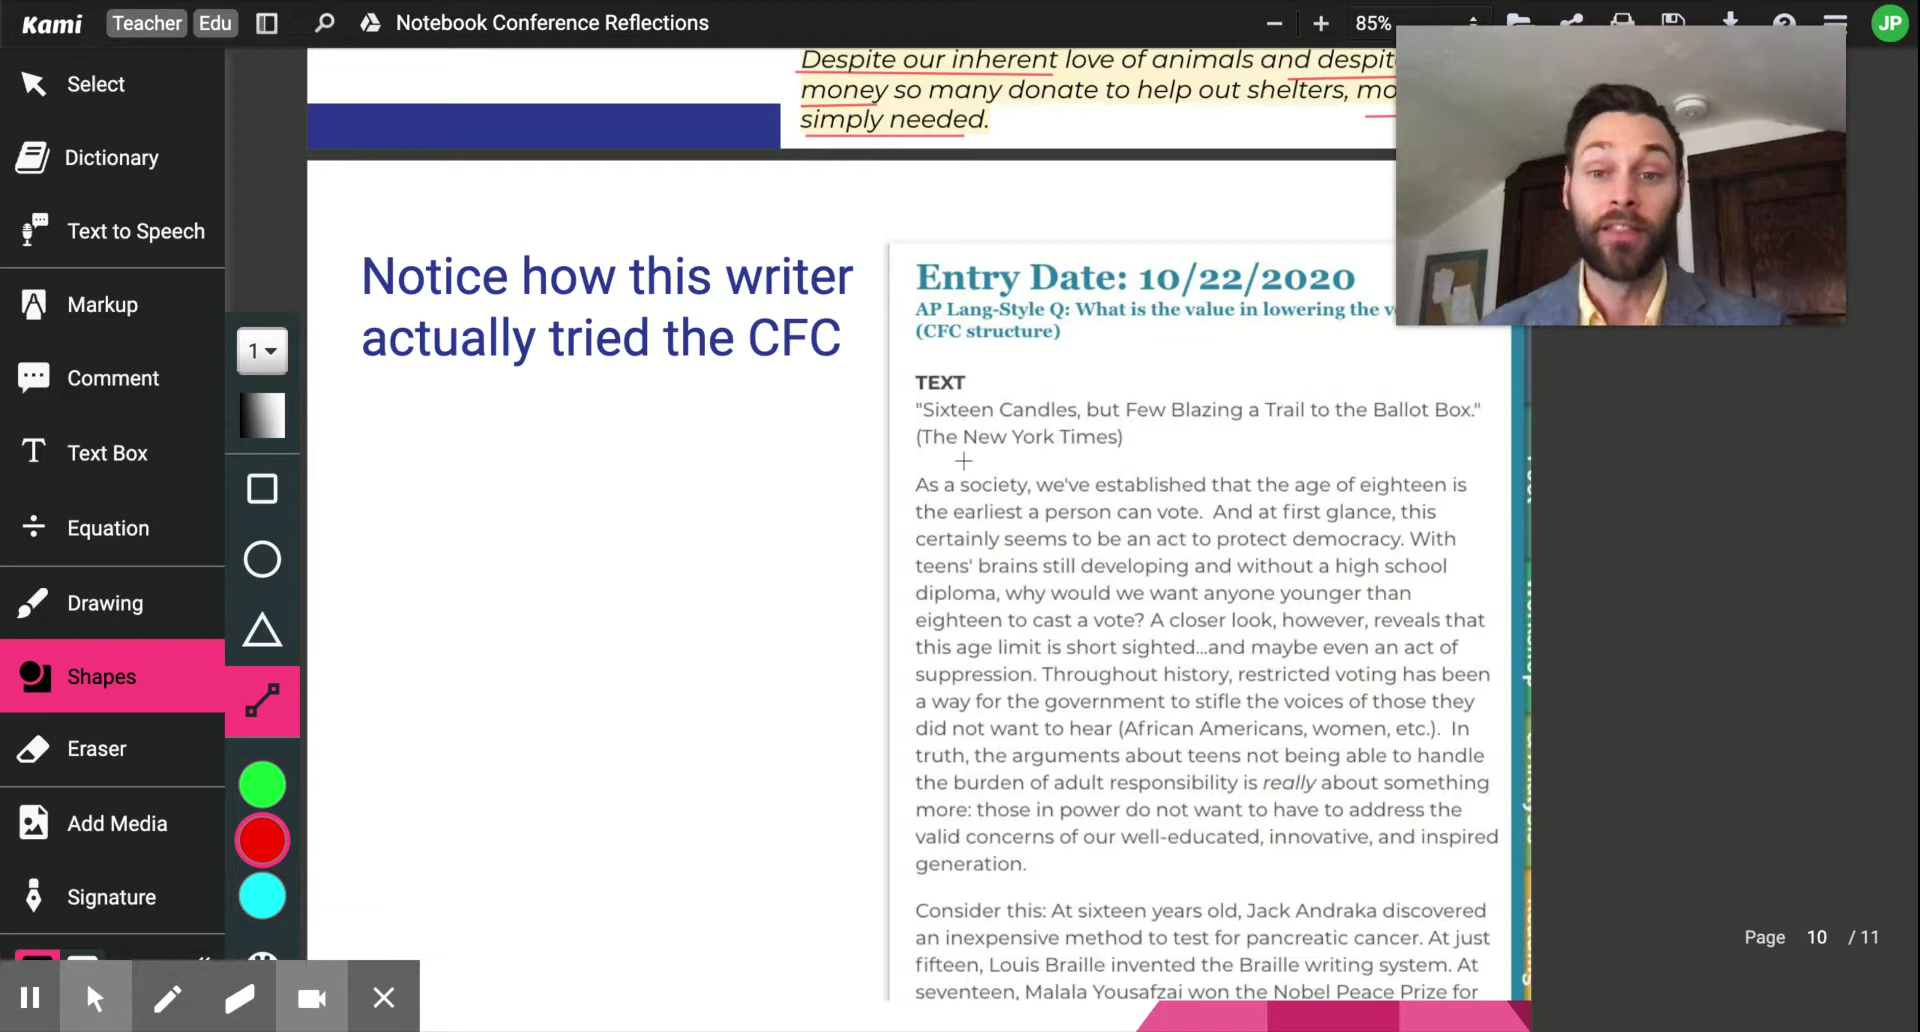 Kami Teacher Edu Notebook Conference Reflections 85% JP
Select
Dictionary
Text to Speech
Markup
Comment
Text Box
Equation
Drawing
Shapes
Eraser
Add Media
Signature
1
Despite our inherent love of animals and despit
money so many donate to help out shelters, mo
simply needed.
Notice how this writer
actually tried the CFC
Entry Date: 10/22/2020
AP Lang-Style Q: What is the value in lowering the v
(CFC structure)
TEXT
"Sixteen Candles, but Few Blazing a Trail to the Ballot Box."
(The New York Times)
As a society, we've established that the age of eighteen is
the earliest a person can vote. And at first glance, this
certainly seems to be an act to protect democracy. With
teens' brains still developing and without a high school
diploma, why would we want anyone younger than
eighteen to cast a vote? A closer look, however, reveals that
this age limit is short sighted...and maybe even an act of
suppression. Throughout history, restricted voting has been
a way for the government to stifle the voices of those they
did not want to hear (African Americans, women, etc.). In
truth, the arguments about teens not being able to handle
the burden of adult responsibility is really about something
more: those in power do not want to have to address the
valid concerns of our well-educated, innovative, and inspired
generation.
Consider this: At sixteen years old, Jack Andraka discovered
an inexpensive method to test for pancreatic cancer. At just
fifteen, Louis Braille invented the Braille writing system. At
seventeen, Malala Yousafzai won the Nobel Peace Prize for
Page 10 / 11